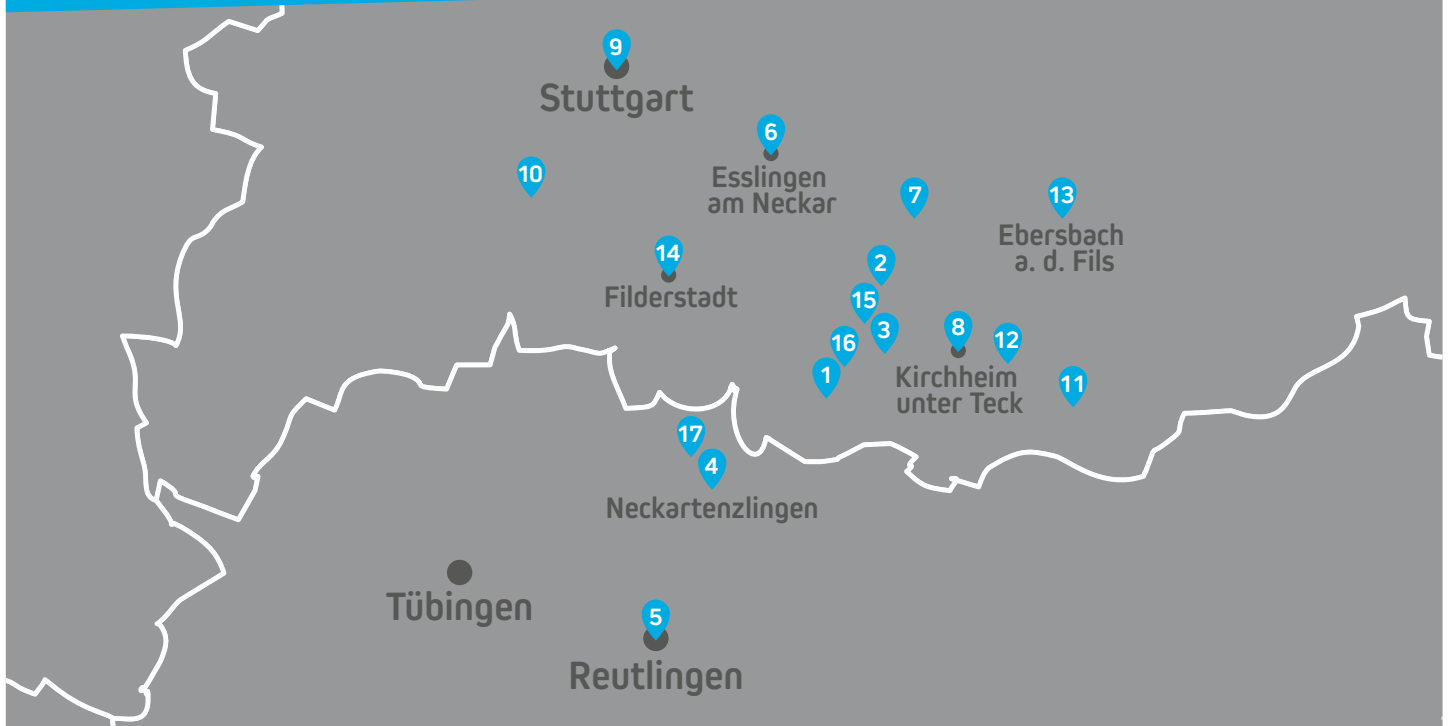 9
Stuttgart
6
Esslingen
am Neckar
10
7
13
Ebersbach
a. d. Fils
14
Filderstadt
2
15
3
16
8
12
Kirchheim
unter Teck
1
11
17
4
Neckartenzlingen
Tübingen
5
Reutlingen